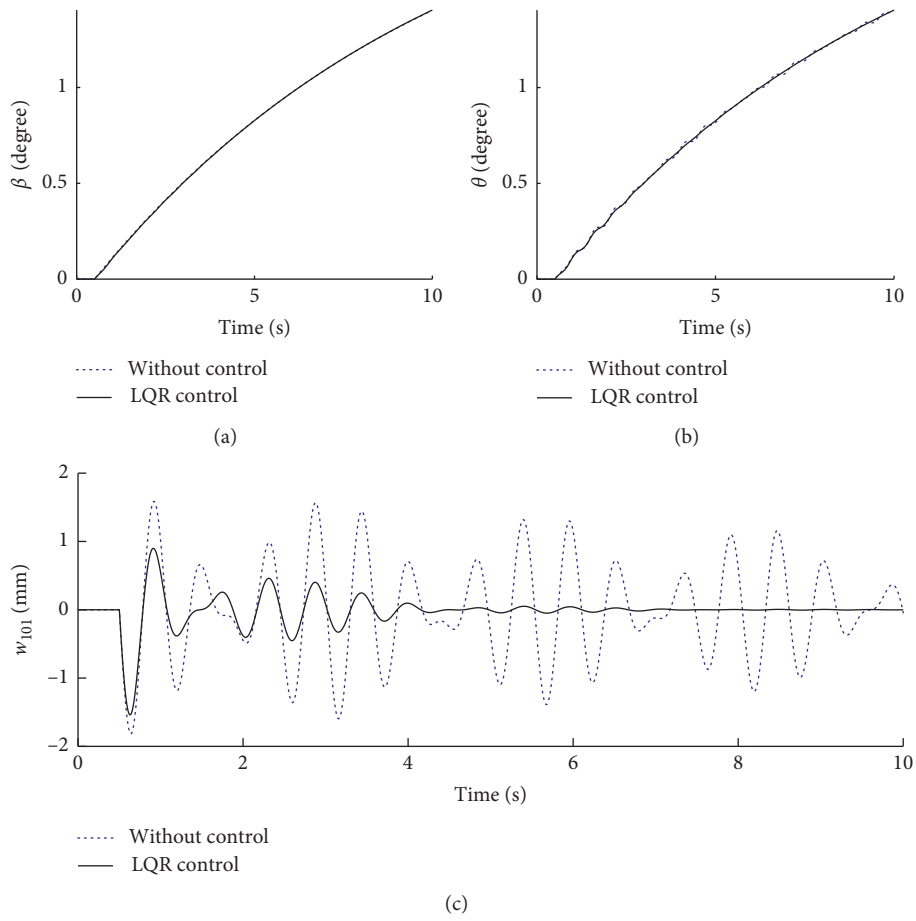 β (degree)
1
0.5
0
0
5
10
Time (s)
Without control
LQR control
(a)
θ (degree)
1
0.5
0
0
5
10
Time (s)
Without control
LQR control
(b)
w101 (mm)
2
1
0
–1
–2
0
2
4
6
8
10
Time (s)
Without control
LQR control
(c)